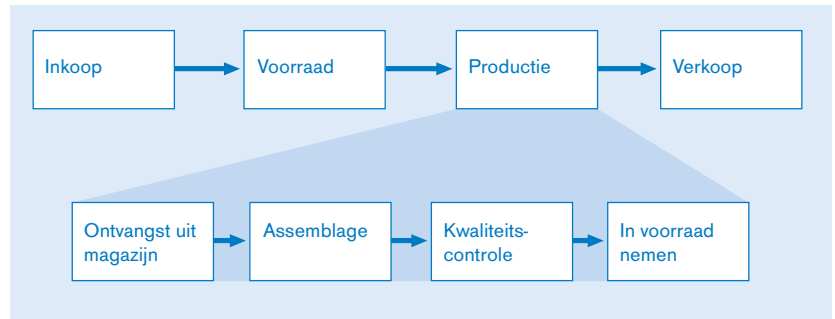 Inkoop
Voorraad
Productie
Verkoop
Ontvangst uit
magazijn
Assemblage
Kwaliteits-
controle
In voorraad
nemen